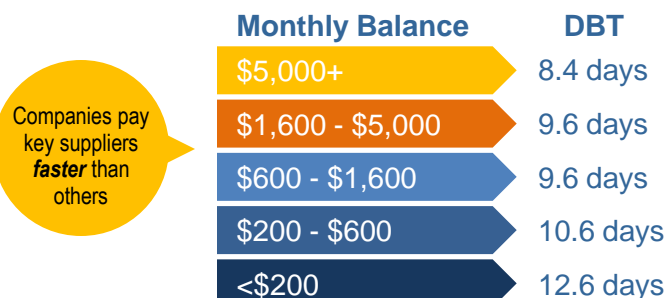 Monthly Balance DBT
$5,000+ 8.4 days
Companies pay
key suppliers
faster than
others
$1,600 - $5,000 9.6 days
$600 - $1,600 9.6 days
$200 - $600 10.6 days
<$200 12.6 days